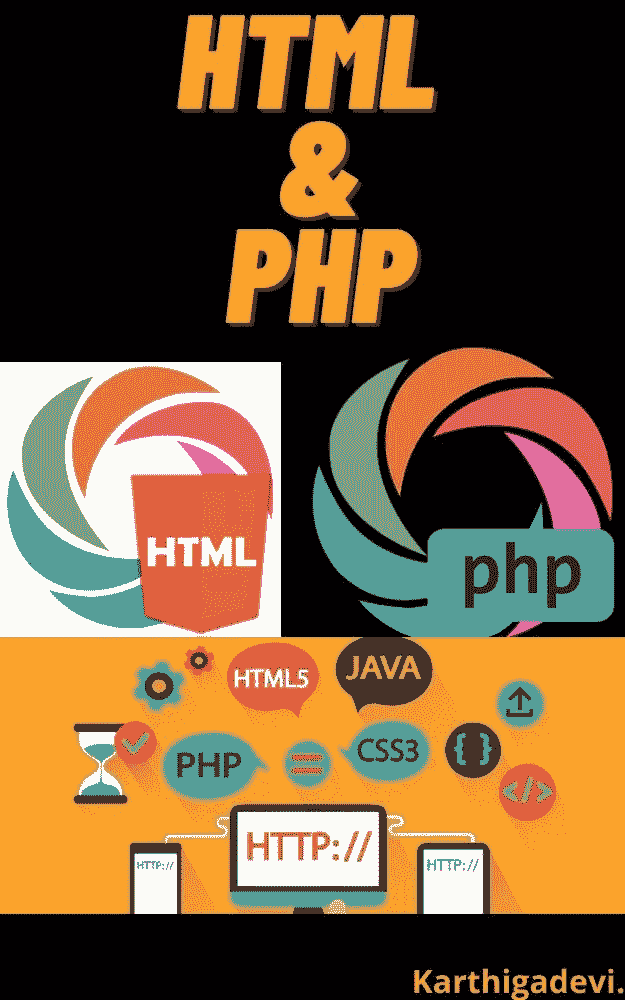 HTML
&
PHP
HTML
php
HTML5
JAVA
PHP
CSS3
{}
</>
HTTP://
HTTP://
HTTP://
Karthigadevi.